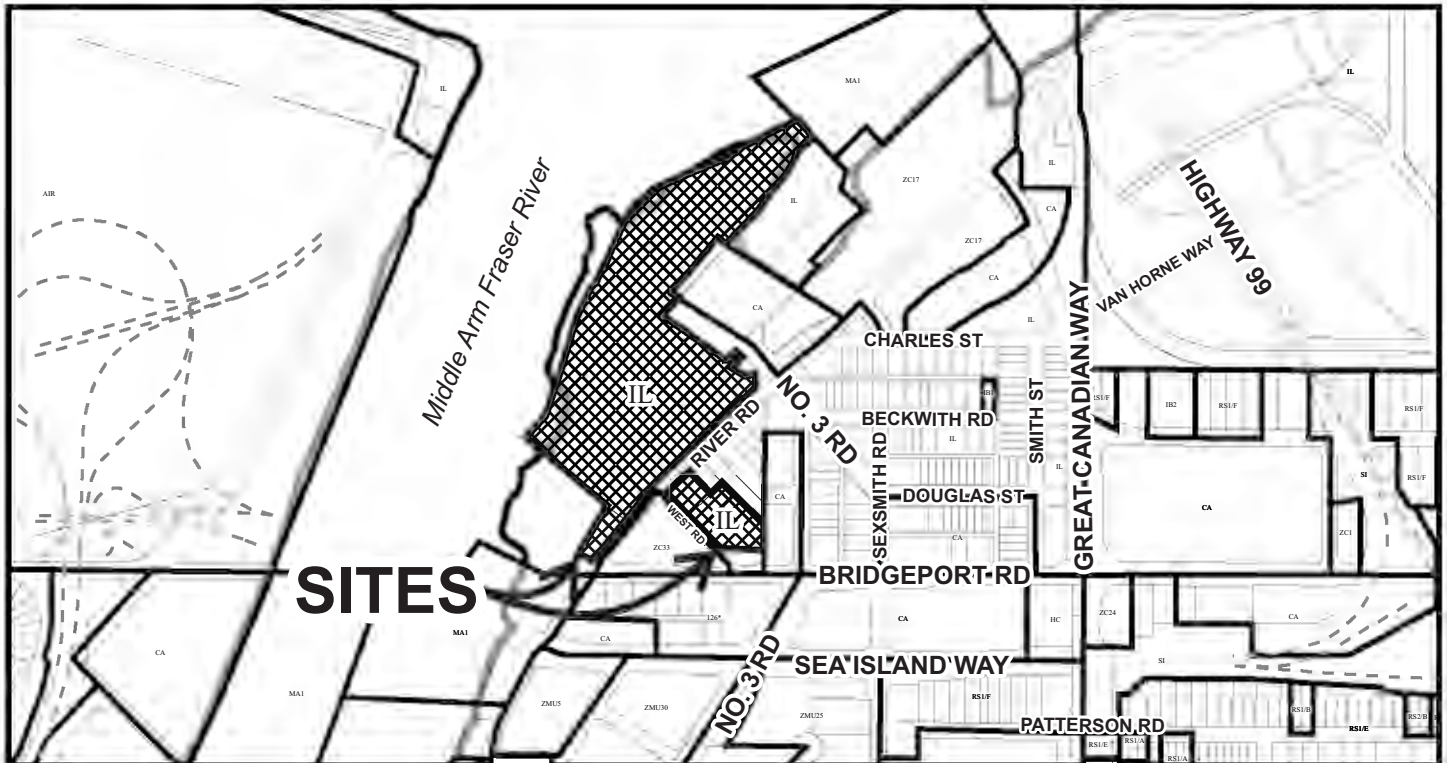 MA1
IL
IL
HIGHWAY 99
AIR
Middle Arm Fraser River
ZC17
IL
IL
CA
VAN HORNE WAY
ZC17
CA
CA
IL
CHARLES ST
GREAT CANADIAN WAY
IL
NO. 3 RD
SMITH ST
IB1
RS1/F
IB2
RS1/F
RS1/F
RIVER RD
BECKWITH RD
SEXSMITH RD
IL
IL
SI
RS1/F
CA
DOUGLAS ST
WEST RD
IL
CA
ZC33
CA
ZC1
SITES
BRIDGEPORT RD
MA1
126*
CA
HC
ZC24
CA
CA
CA
NO. 3 RD
SEA ISLAND WAY
SI
MA1
ZMU5
ZMU30
ZMU25
RS1/F
RS1/B
RS2/B
PATTERSON RD
RS1/E
RS1/E
RS1/A
RS1/A